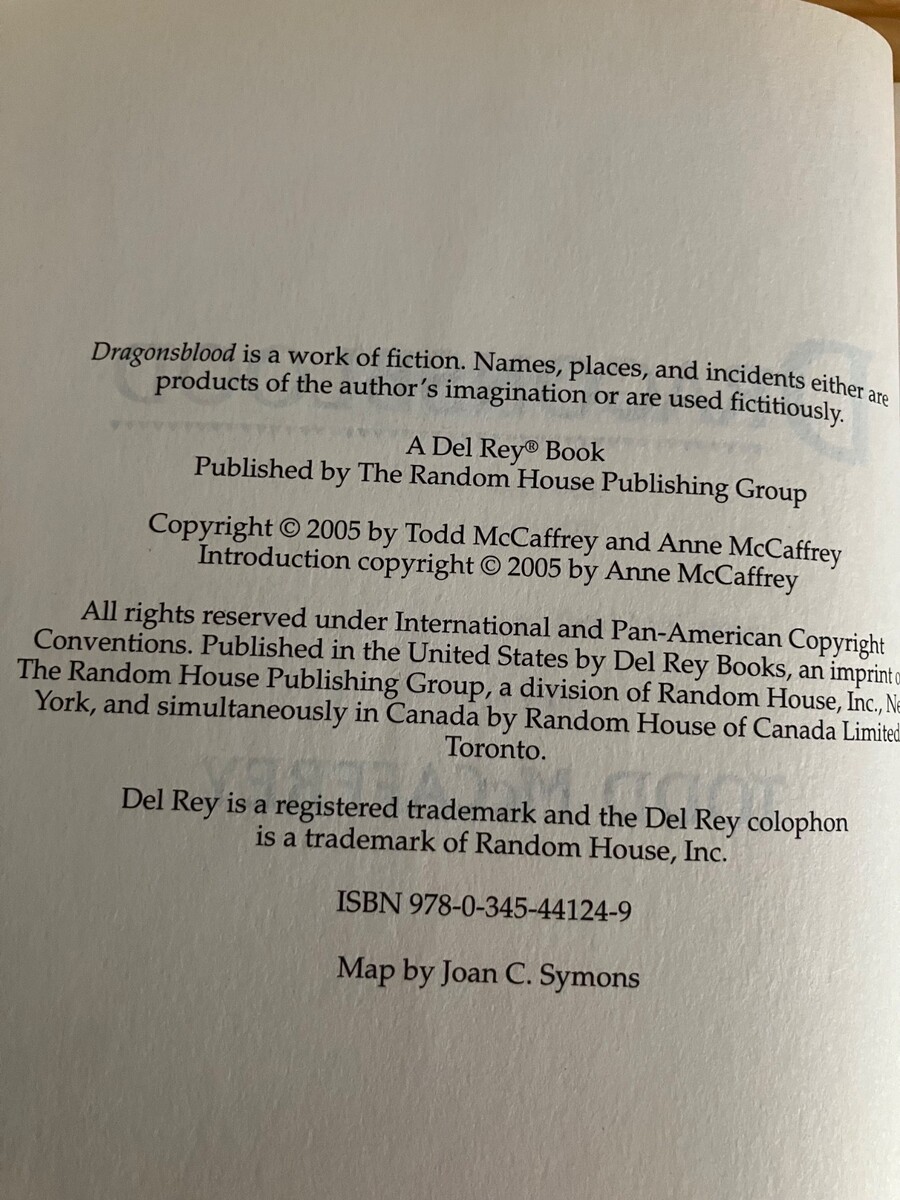 Dragonsblood is a work of fiction. Names, places, and incidents either are
products of the author's imagination or are used fictitiously.
A Del Rey® Book
Published by The Random House Publishing Group
Copyright © 2005 by Todd McCaffrey and Anne McCaffrey
Introduction copyright © 2005 by Anne McCaffrey
All rights reserved under International and Pan-American Copyright
Conventions. Published in the United States by Del Rey Books, an imprint o
The Random House Publishing Group, a division of Random House, Inc., Ne
York, and simultaneously in Canada by Random House of Canada Limited
Toronto.
Del Rey is a registered trademark and the Del Rey colophon
is a trademark of Random House, Inc.
ISBN 978-0-345-44124-9
Map by Joan C. Symons